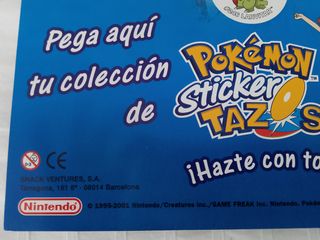 Pega aquí
tu colección
de
POKéMON
Sticker
TAZOS
¡Hazte con to
CE
SNACK VENTURES, S.A.
Tarragona, 161 6ª - 08014 Barcelona
Nintendo
© 1995-2001 Nintendo/Creatures inc./GAME FREAK inc. Nintendo,